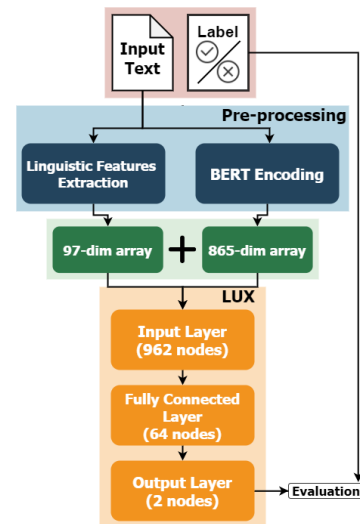 Input
Text
Label
Pre-processing
Linguistic Features
Extraction
BERT Encoding
97-dim array
+
865-dim array
LUX
Input Layer
(962 nodes)
Fully Connected
Layer
(64 nodes)
Output Layer
(2 nodes)
Evaluation